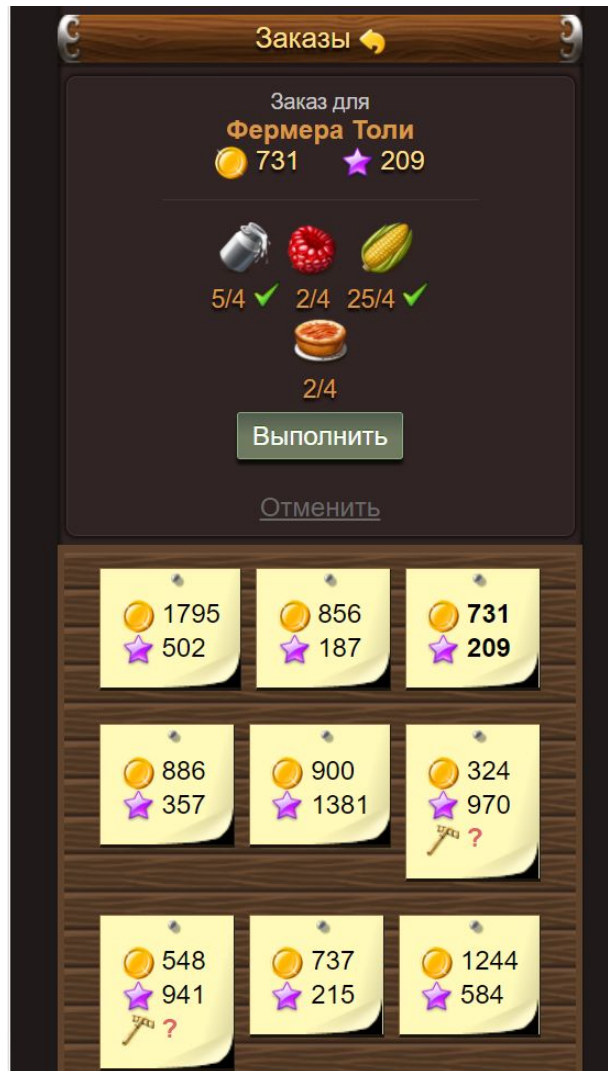 Заказы
Заказ для
Фермера Толи
731 209
5/4 2/4 25/4
2/4
Выполнить
Отменить
1795 856 731
502 187 209
886 900 324
357 1381 970
?
548 737 1244
941 215 584
?